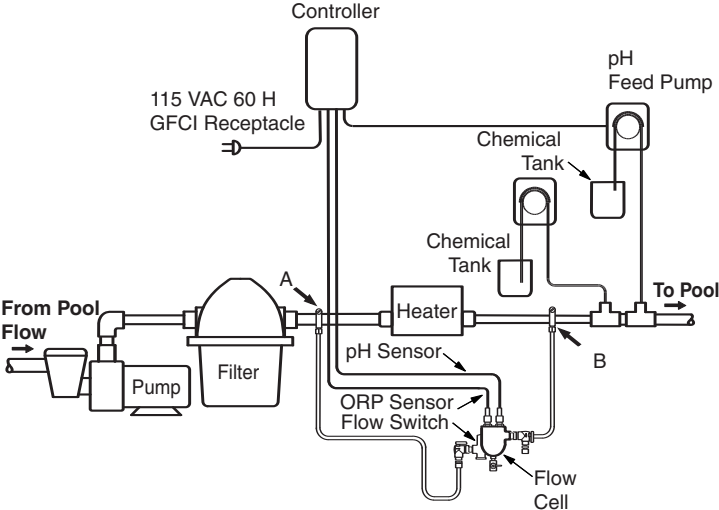 Controller
pH
Feed Pump
115 VAC 60 H
GFCI Receptacle
Chemical
Tank
Chemical
Tank
A
To Pool
From Pool
Flow
Heater
B
pH Sensor
Filter
Pump
ORP Sensor
Flow Switch
Flow
Cell